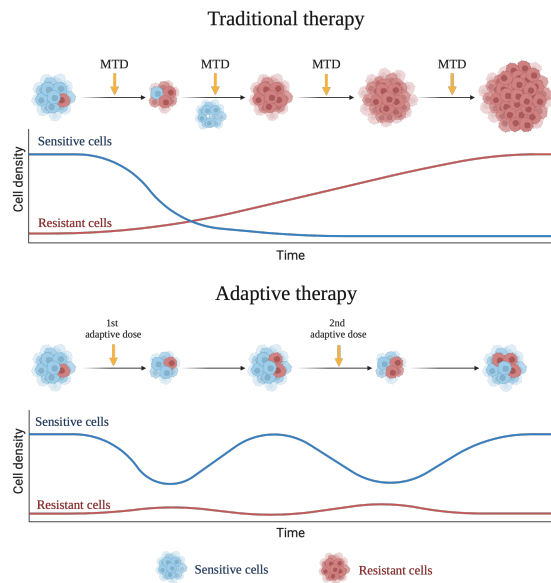 Traditional therapy
MTD MTD MTD MTD
Sensitive cells
Cell density
Resistant cells
Time
Adaptive therapy
1st
adaptive dose
2nd
adaptive dose
Sensitive cells
Cell density
Resistant cells
Time
Sensitive cells
Resistant cells